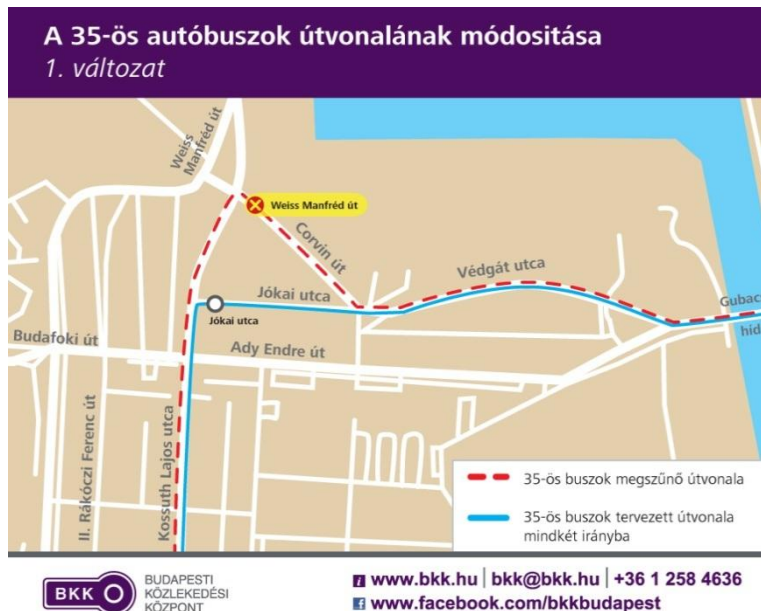 A 35-ös autóbuszok útvonalának módositása
1. változat
Weiss
Manfréd út
Weiss Manfréd út
Corvin út
Védgát utca
Jókai utca
Jókai utca
Gubac
híd
Budafoki út
Ady Endre út
II. Rákóczi Ferenc út
Kossuth Lajos utca
35-ös buszok megszűnő útvonala
35-ös buszok tervezett útvonala
mindkét irányba
BKK
BUDAPESTI
KÖZLEKEDÉSI
KÖZPONT
www.bkk.hu | bkk@bkk.hu | +36 1 258 4636
www.facebook.com/bkkbudapest